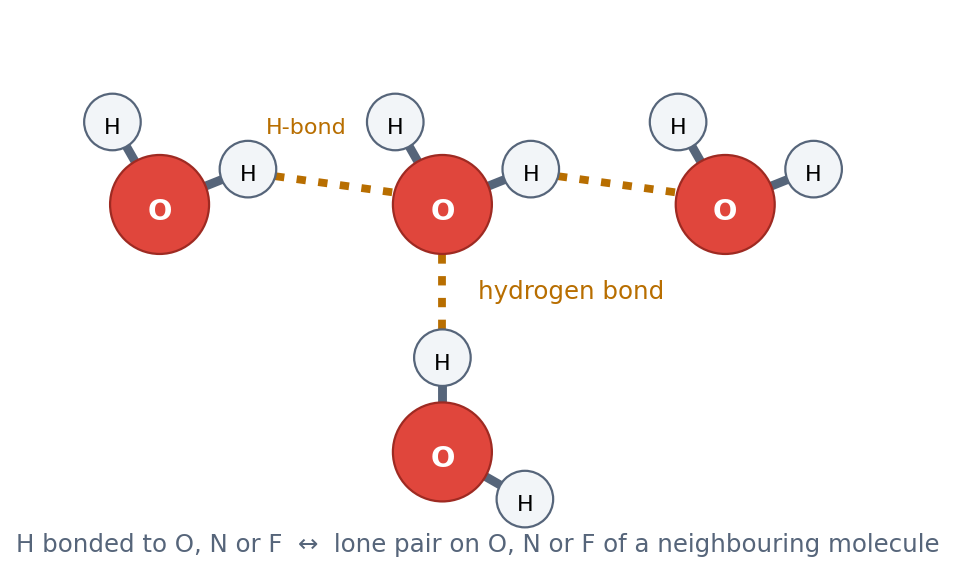 H
H-bond
H
H
H
H
H
H
O
O
O
hydrogen bond
H
O
H
H bonded to O, N or F ↔ lone pair on O, N or F of a neighbouring molecule